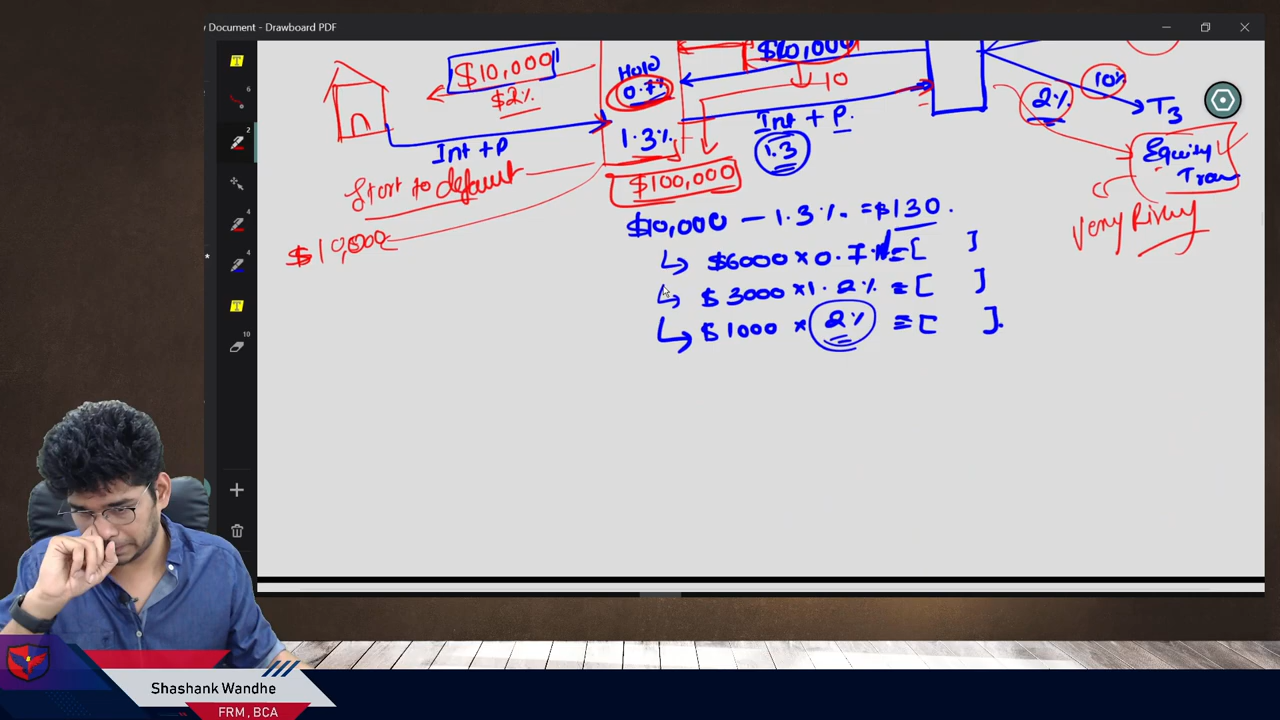 Document - Drawboard PDF
$10,000
$2%
Int + P
Hold
0.7%
1.3%
$100,000
$10,000
10
Int + P.
1.3
2%
10%
T3
Equity
Tran
Very Risky
Start to default
$10,000
$10,000 - 1.3% = $130.
↳ $6000 × 0.7% = [ ]
↳ $3000 × 1.2% = [ ]
↳ $1000 × 2% = [ ].
Shashank Wandhe
FRM, BCA